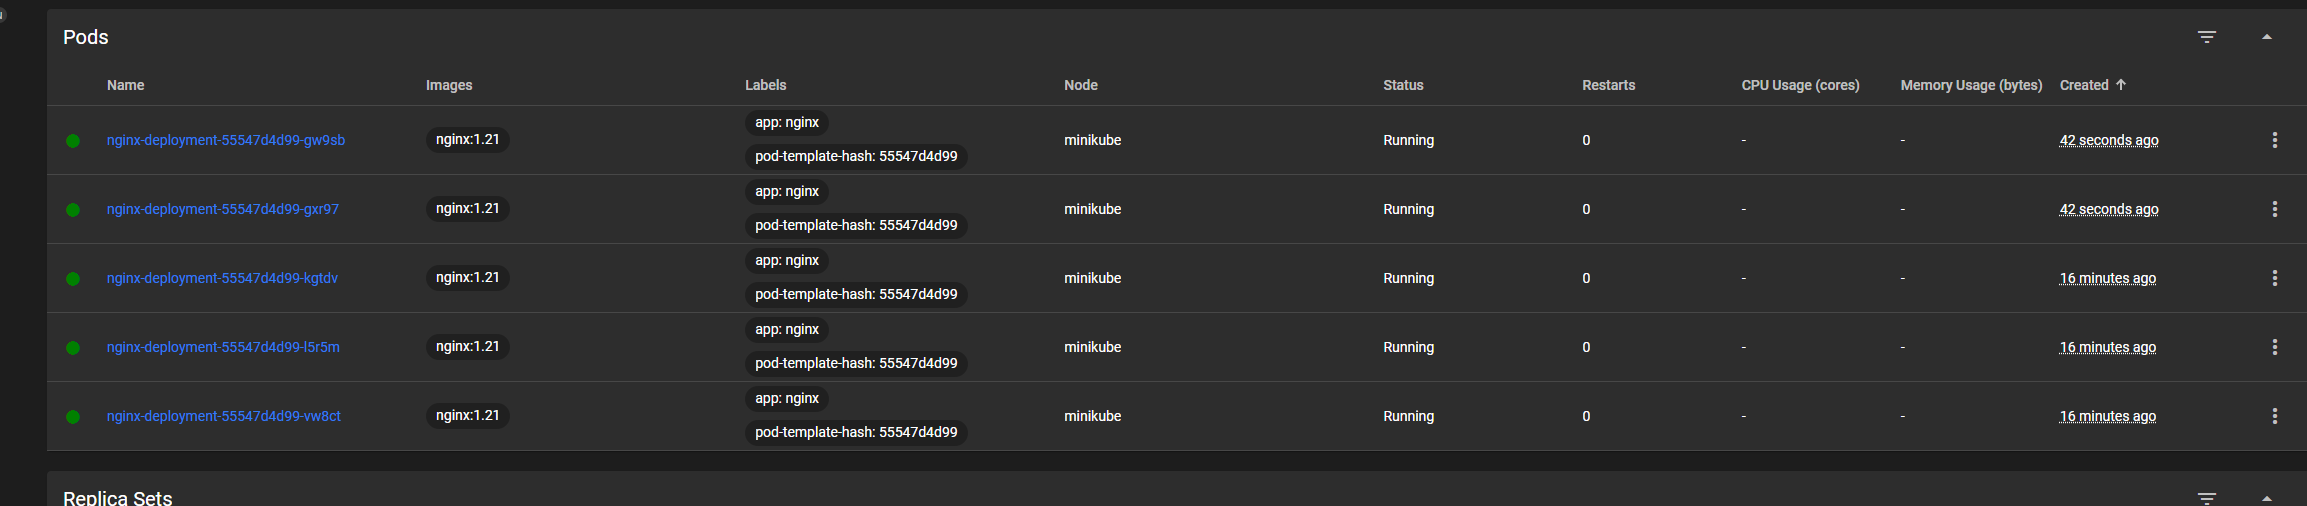 Pods
Name Images Labels Node Status Restarts CPU Usage (cores) Memory Usage (bytes) Created ↑
nginx-deployment-55547d4d99-gw9sb nginx:1.21 app: nginx minikube Running 0 - - 42 seconds ago
pod-template-hash: 55547d4d99
nginx-deployment-55547d4d99-gxr97 nginx:1.21 app: nginx minikube Running 0 - - 42 seconds ago
pod-template-hash: 55547d4d99
nginx-deployment-55547d4d99-kgtdv nginx:1.21 app: nginx minikube Running 0 - - 16 minutes ago
pod-template-hash: 55547d4d99
nginx-deployment-55547d4d99-l5r5m nginx:1.21 app: nginx minikube Running 0 - - 16 minutes ago
pod-template-hash: 55547d4d99
nginx-deployment-55547d4d99-vw8ct nginx:1.21 app: nginx minikube Running 0 - - 16 minutes ago
pod-template-hash: 55547d4d99
Replica Sets